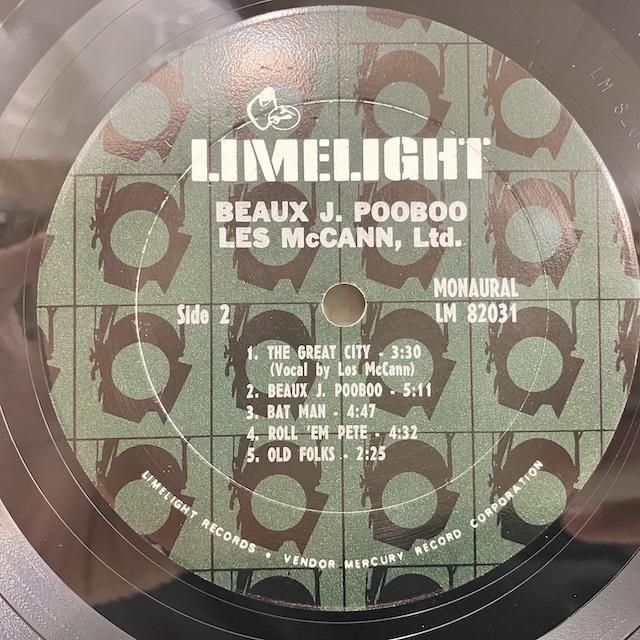 LIMELIGHT
BEAUX J. POOBOO
LES McCANN, Ltd.
Side 2
MONAURAL
LM 82031
1. THE GREAT CITY - 3:30
(Vocal by Les McCann)
2. BEAUX J. POOBOO - 5:11
3. BAT MAN - 4:47
4. ROLL 'EM PETE - 4:32
5. OLD FOLKS - 2:25
LIMELIGHT RECORDS • VENDOR: MERCURY RECORD CORPORATION